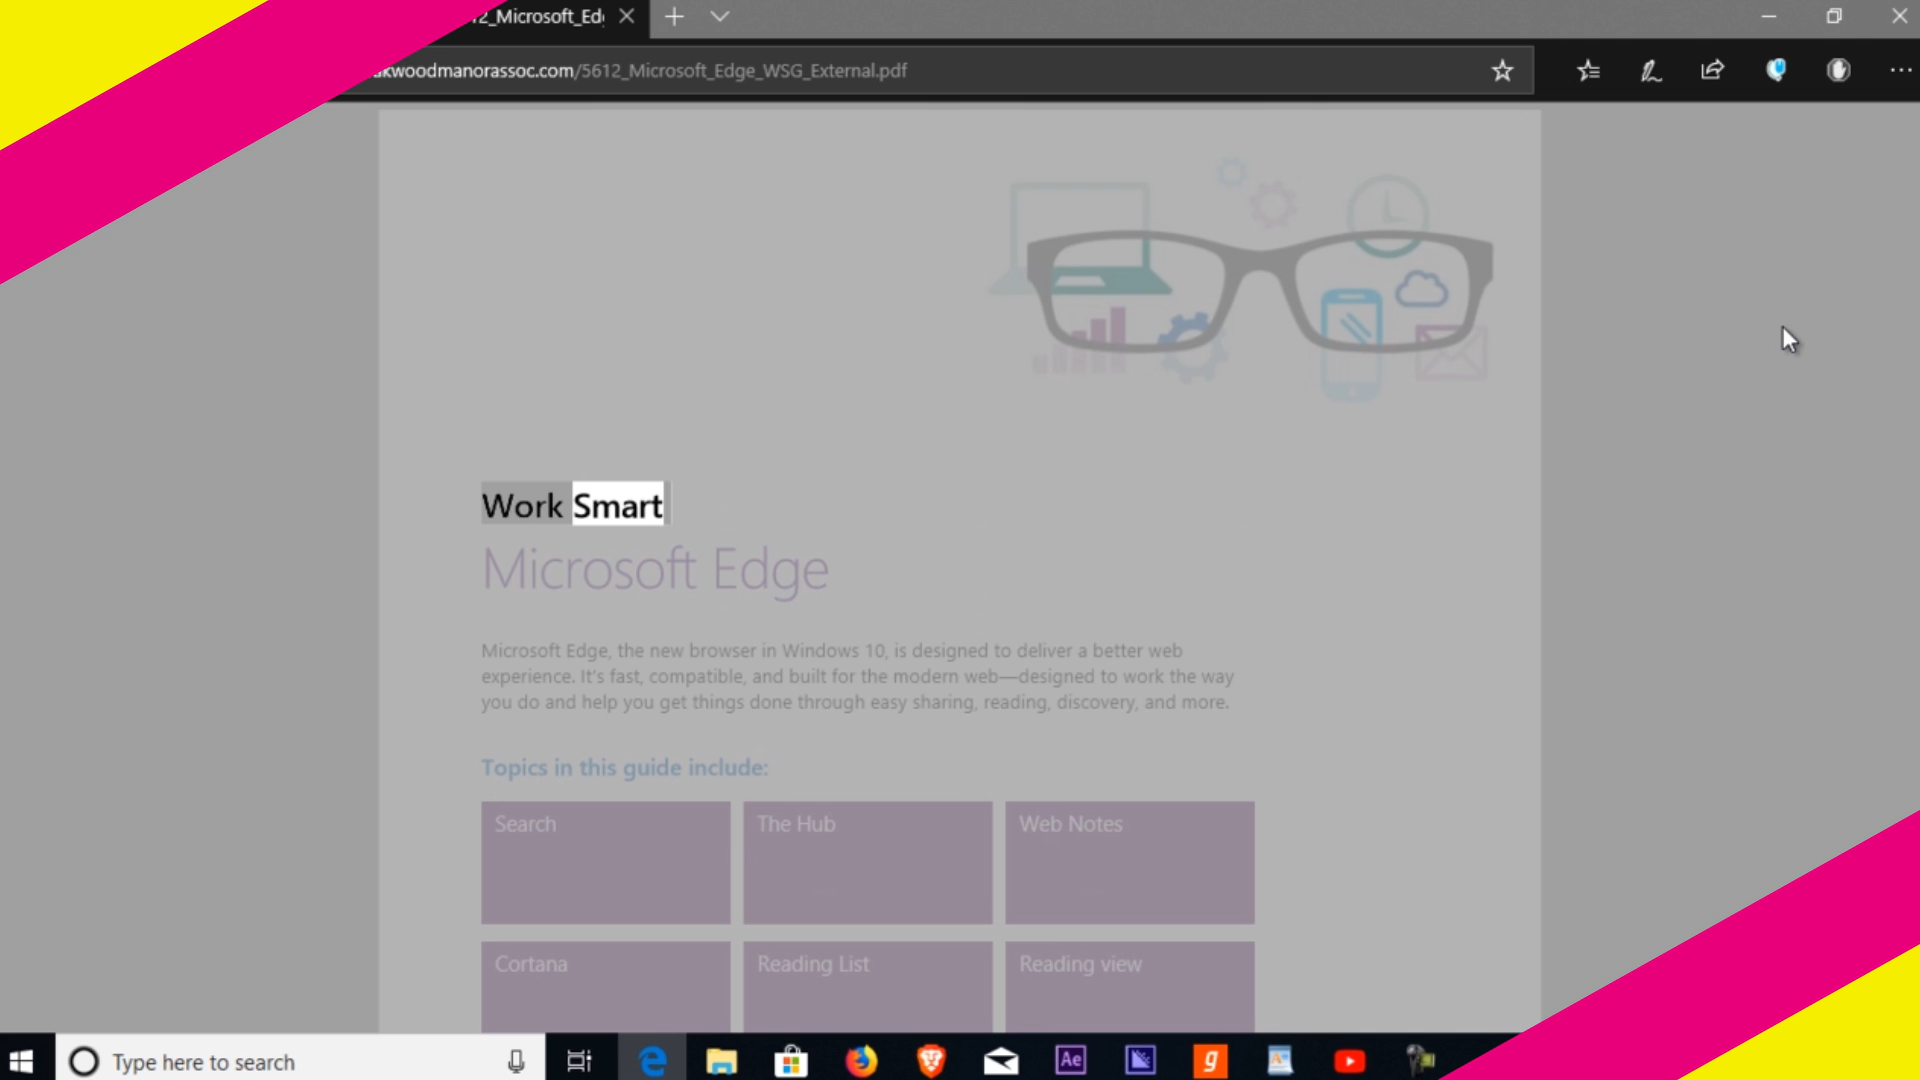 12_Microsoft_Ed
kwoodmanorassoc.com/5612_Microsoft_Edge_WSG_External.pdf
Work Smart
Microsoft Edge
Microsoft Edge, the new browser in Windows 10, is designed to deliver a better web
experience. It's fast, compatible, and built for the modern web—designed to work the way
you do and help you get things done through easy sharing, reading, discovery, and more.
Topics in this guide include:
Search The Hub Web Notes
Cortana Reading List Reading view
Type here to search
Ae
g